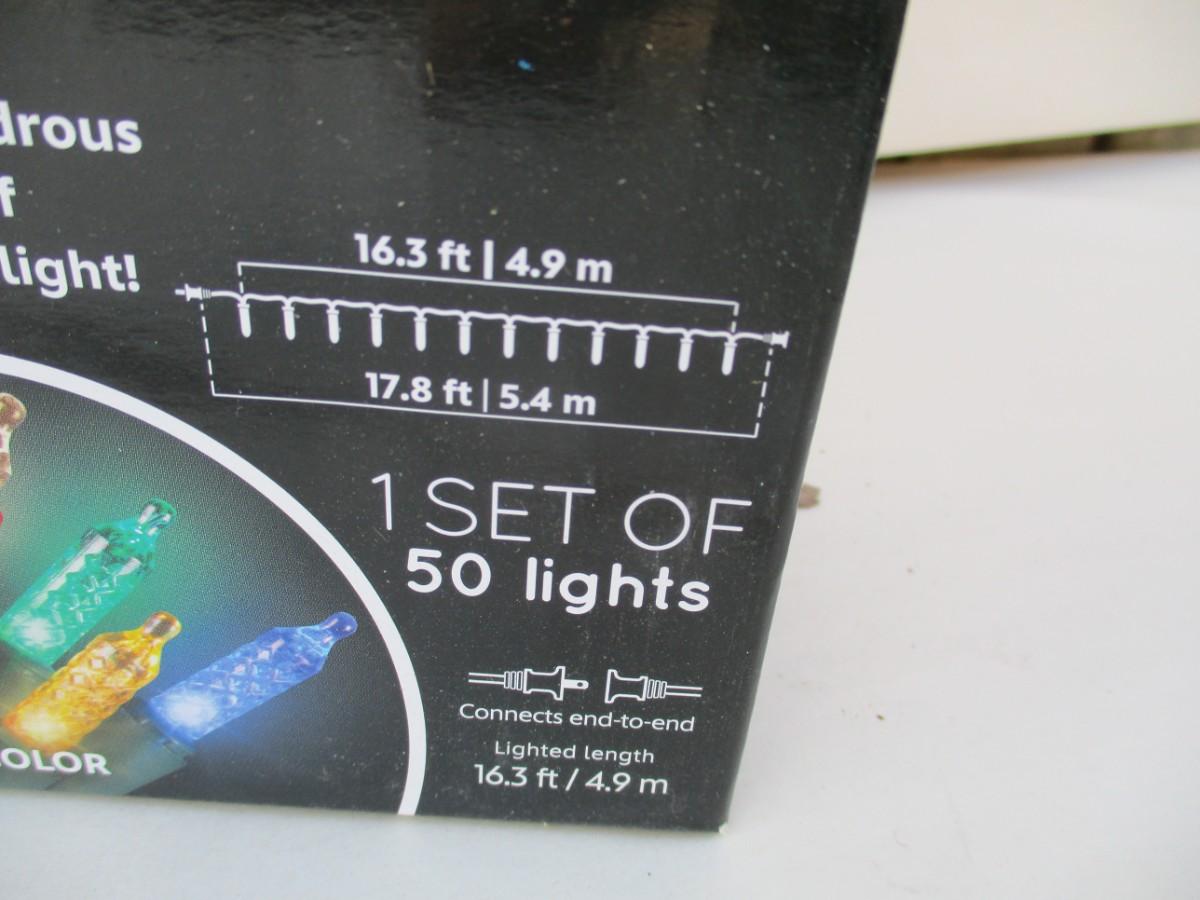 drous
f
light!
16.3 ft | 4.9 m
17.8 ft | 5.4 m
1 SET OF
50 lights
Connects end-to-end
Lighted length
16.3 ft / 4.9 m
OLOR